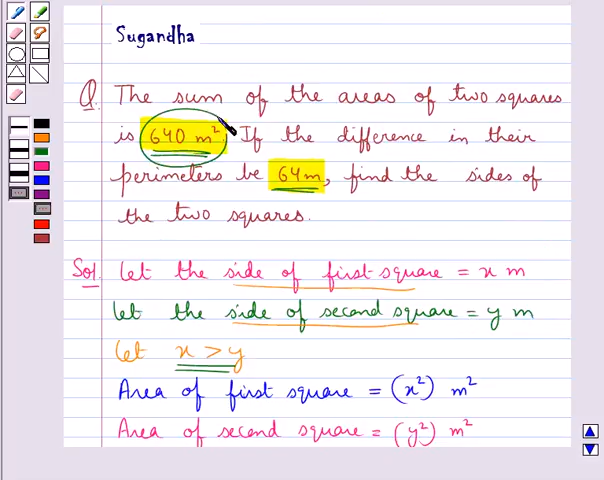 Sugandha
Q. The sum of the areas of two squares
is 640 m². If the difference in their
perimeters be 64m, find the sides of
the two squares.
Sol. Let the side of first square = x m
Let the side of second square = y m
Let x > y
Area of first square = (x²) m²
Area of second square = (y²) m²